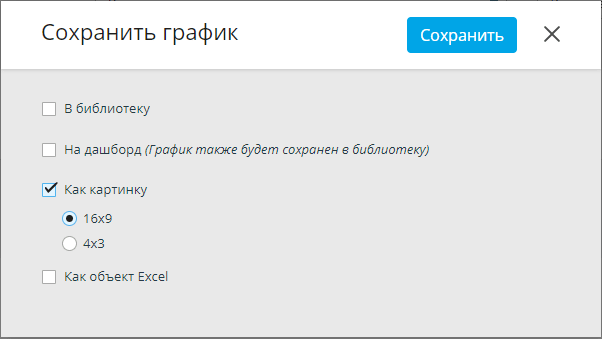 Сохранить график
Сохранить
В библиотеку
На дашборд (График также будет сохранен в библиотеку)
Как картинку
16x9
4x3
Как объект Excel